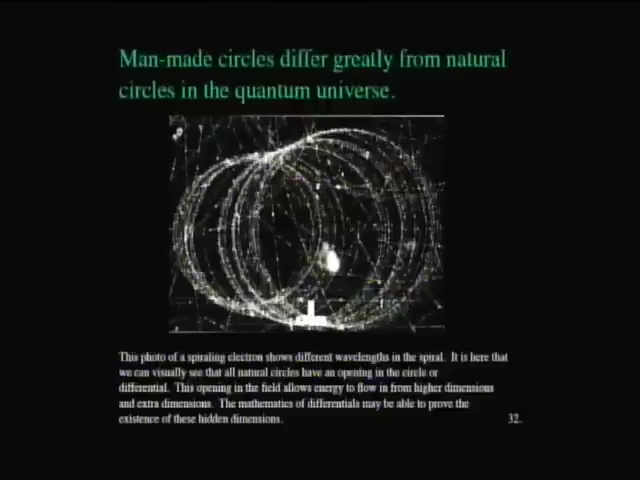 Man-made circles differ greatly from natural
circles in the quantum universe.
This photo of a spiraling electron shows different wavelengths in the spiral. It is here that
we can visually see that all natural circles have an opening in the circle or
differential. This opening in the field allows energy to flow in from higher dimensions
and extra dimensions. The mathematics of differentials may be able to prove the
existence of these hidden dimensions.
32.